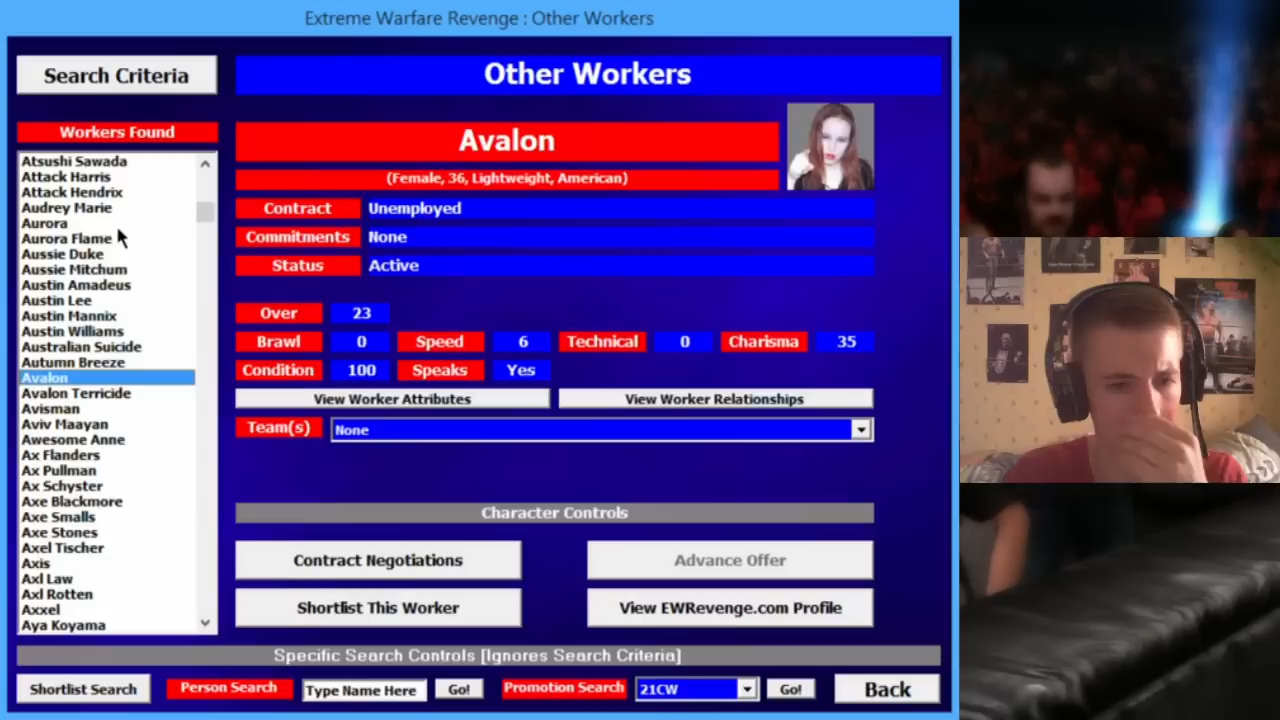 Extreme Warfare Revenge : Other Workers
Search Criteria
Other Workers
Workers Found
Atsushi Sawada
Attack Harris
Attack Hendrix
Audrey Marie
Aurora
Aurora Flame
Aussie Duke
Aussie Mitchum
Austin Amadeus
Austin Lee
Austin Mannix
Austin Williams
Australian Suicide
Autumn Breeze
Avalon
Avalon Terricide
Avisman
Aviv Maayan
Awesome Anne
Ax Flanders
Ax Pullman
Ax Schyster
Axe Blackmore
Axe Smalls
Axe Stones
Axel Tischer
Axis
Axl Law
Axl Rotten
Axxel
Aya Koyama
Avalon
(Female, 36, Lightweight, American)
Contract Unemployed
Commitments None
Status Active
Over 23
Brawl 0 Speed 6 Technical 0 Charisma 35
Condition 100 Speaks Yes
View Worker Attributes View Worker Relationships
Team(s) None
Character Controls
Contract Negotiations Advance Offer
Shortlist This Worker View EWRevenge.com Profile
Specific Search Controls [Ignores Search Criteria]
Shortlist Search Person Search Type Name Here Go! Promotion Search 21CW Go! Back